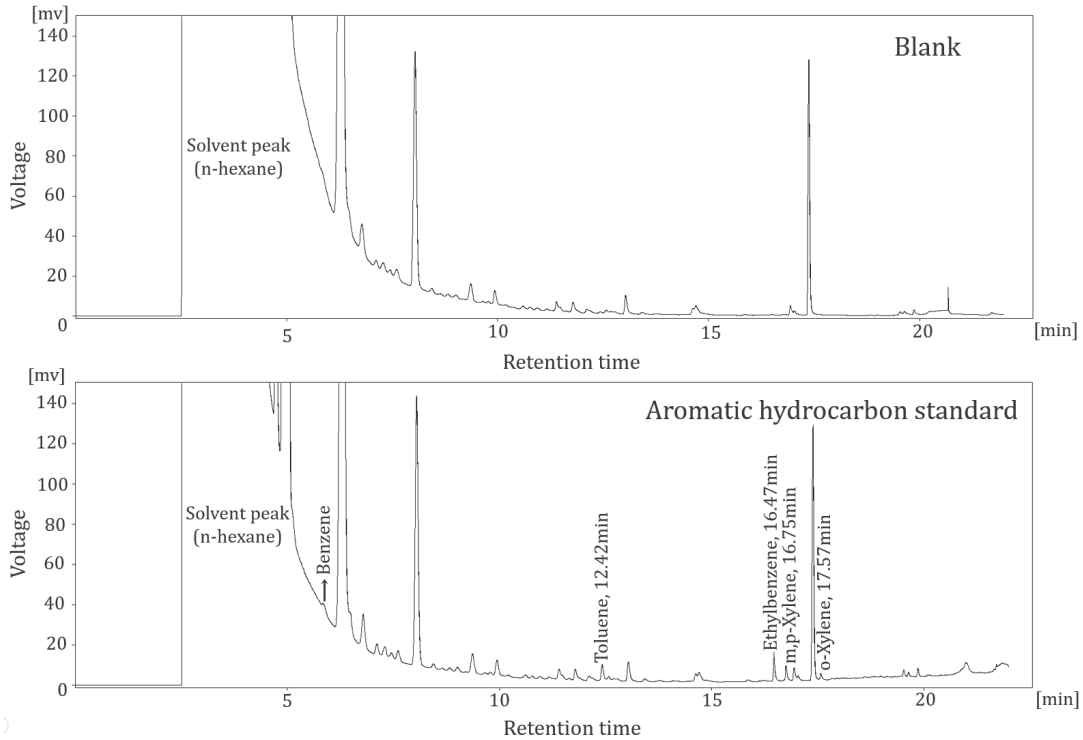 [mv]
140
120
100
80
60
40
20
0
Voltage
Solvent peak
(n-hexane)
Blank
5
10
15
20
[min]
Retention time
[mv]
140
120
100
80
60
40
20
0
Voltage
Solvent peak
(n-hexane)
Benzene
Aromatic hydrocarbon standard
Toluene, 12.42min
Ethylbenzene, 16.47min
m,p-Xylene, 16.75min
o-Xylene, 17.57min
5
10
15
20
[min]
Retention time
)